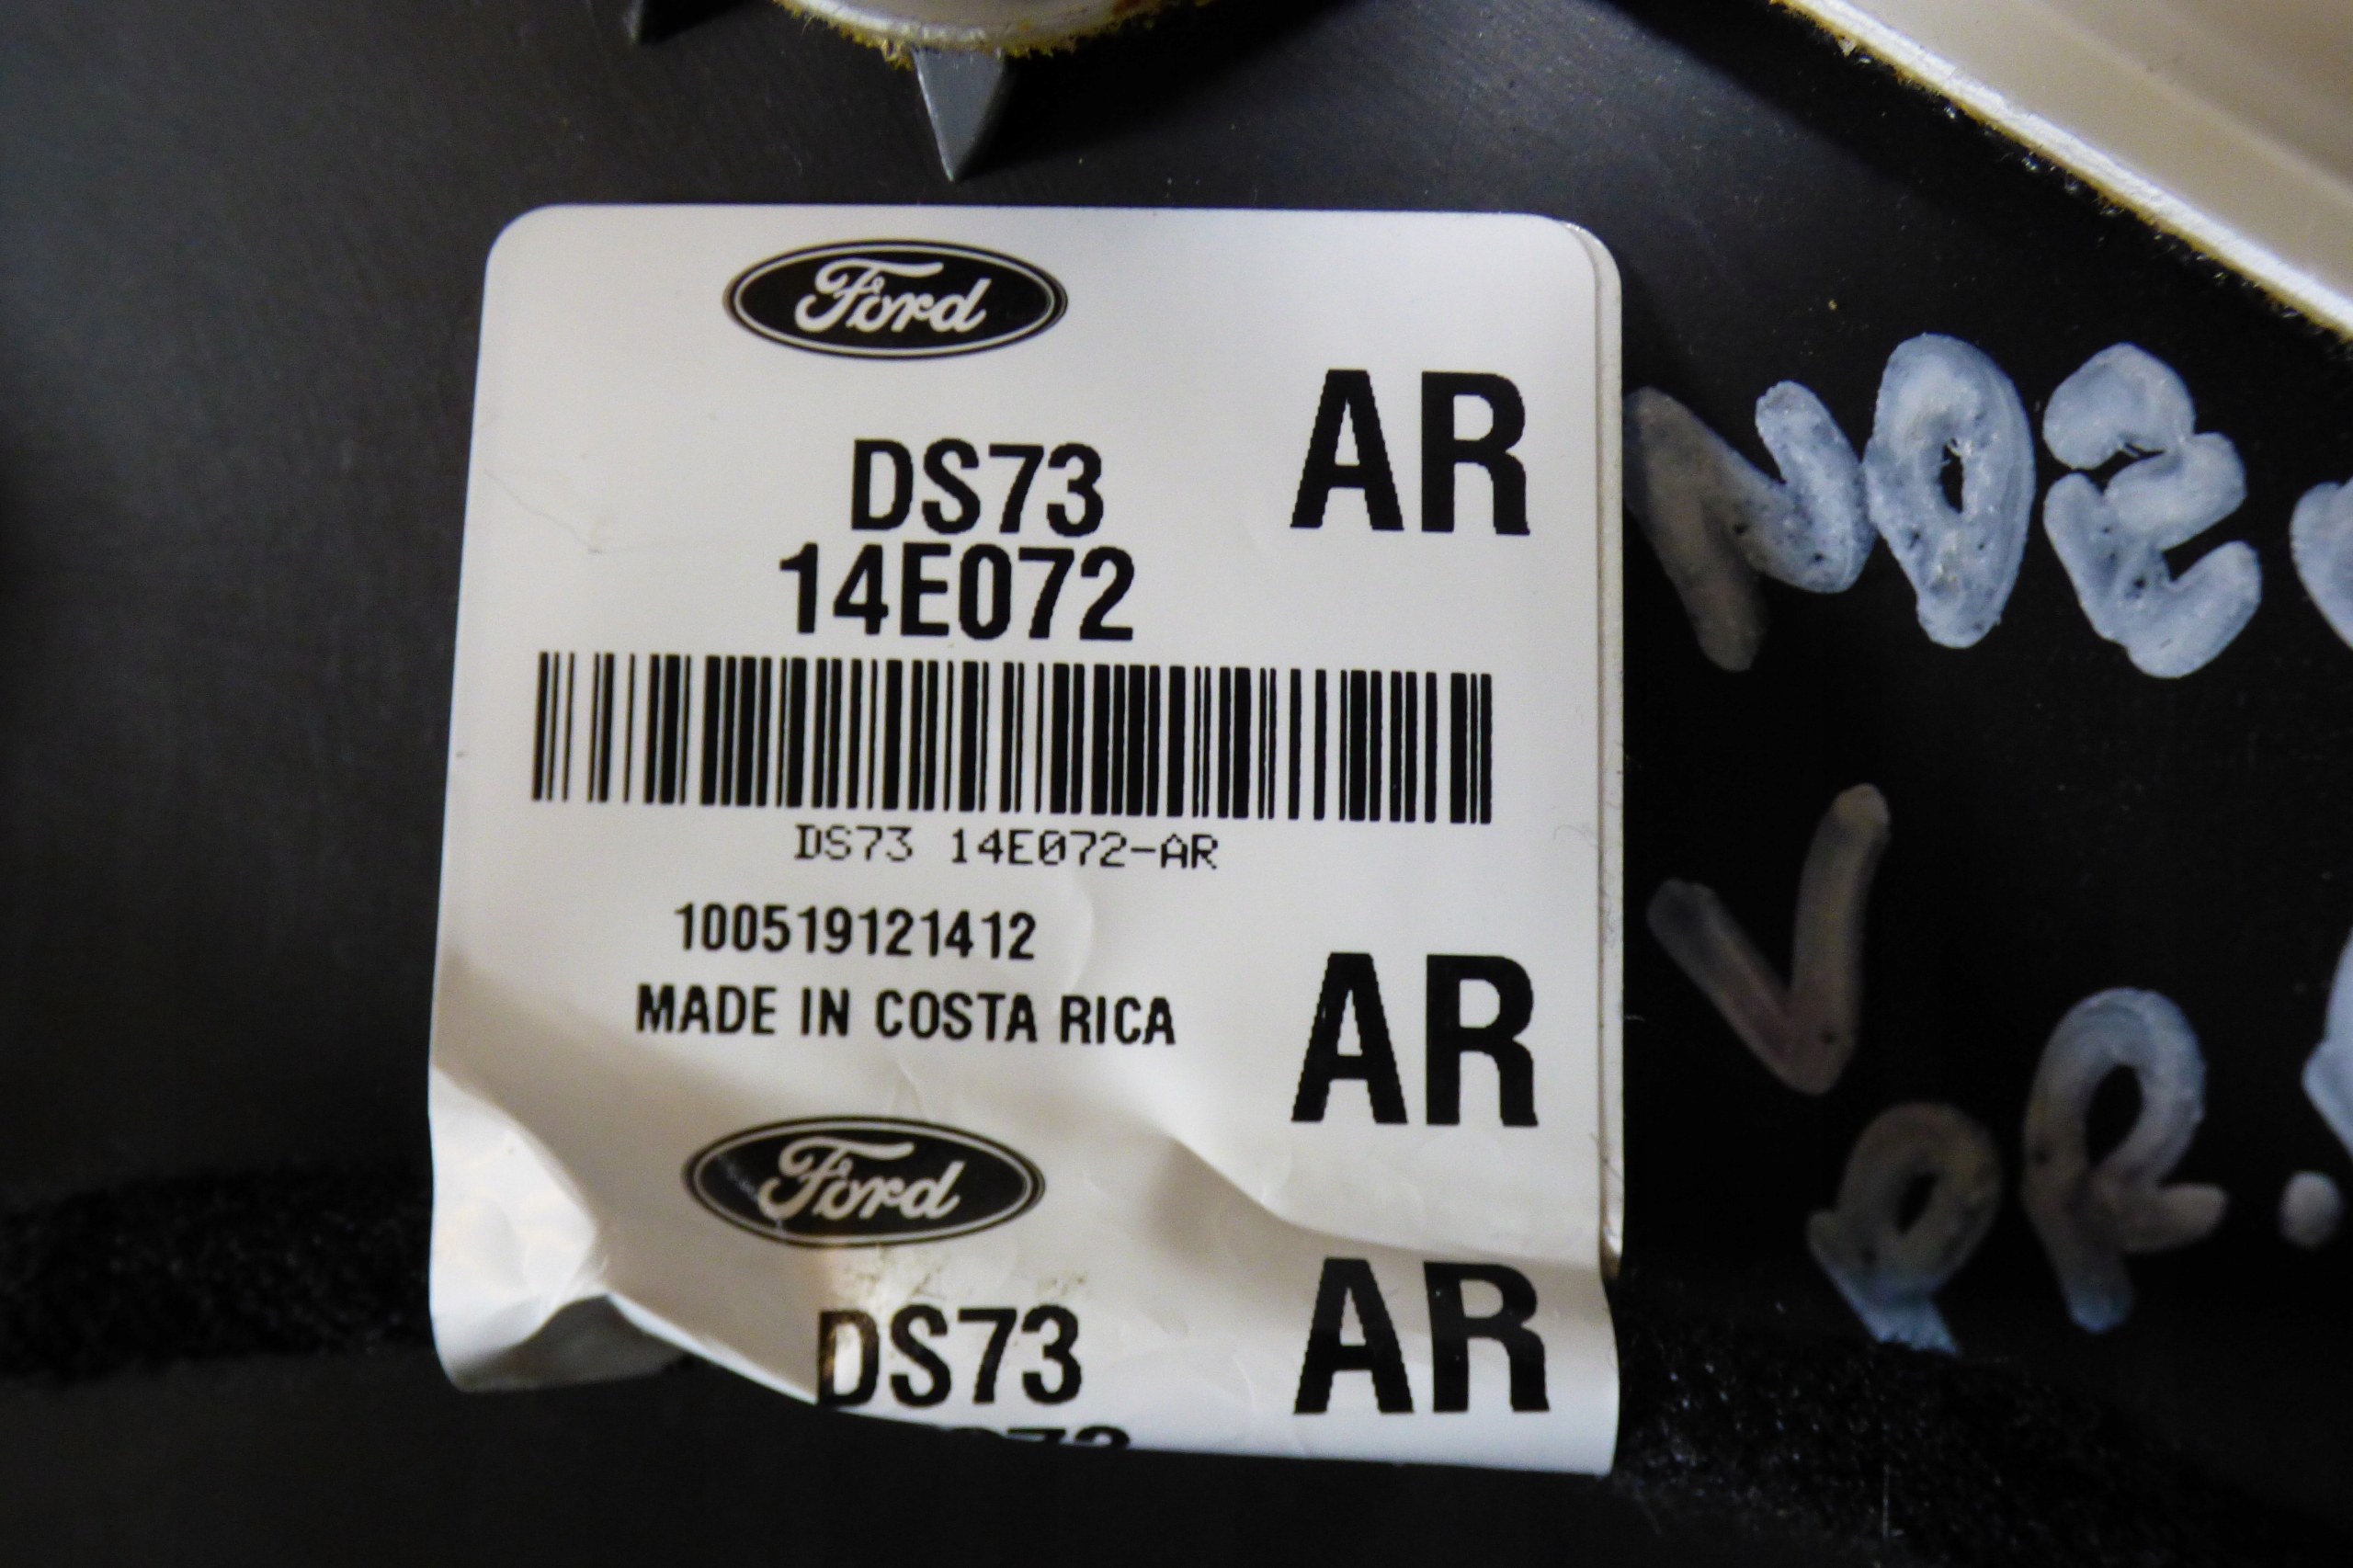 Ford
AR
DS73
14E072
DS73 14E072-AR
100519121412
MADE IN COSTA RICA
AR
Ford
DS73
AR